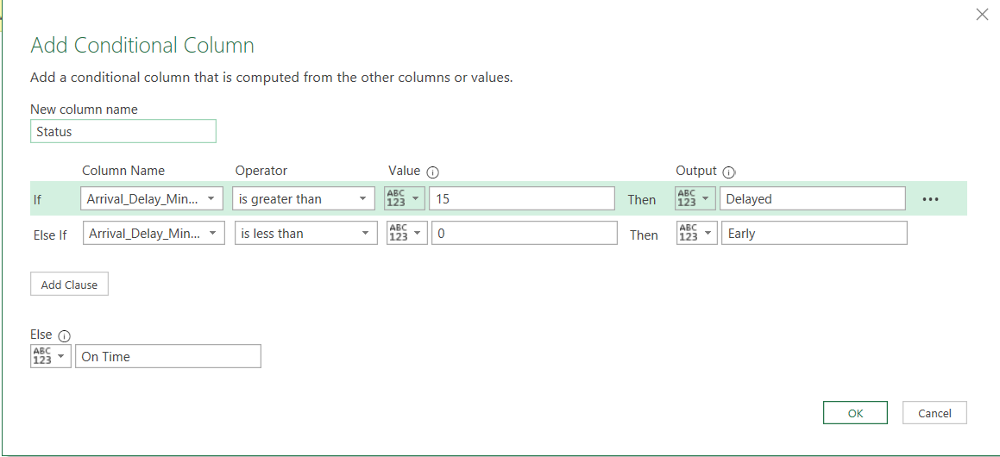 Add Conditional Column
Add a conditional column that is computed from the other columns or values.
New column name
Status
Column Name Operator Value Output
If Arrival_Delay_Min... is greater than ABC 123 15 Then ABC 123 Delayed ...
Else If Arrival_Delay_Min... is less than ABC 123 0 Then ABC 123 Early
Add Clause
Else
ABC 123 On Time
OK Cancel